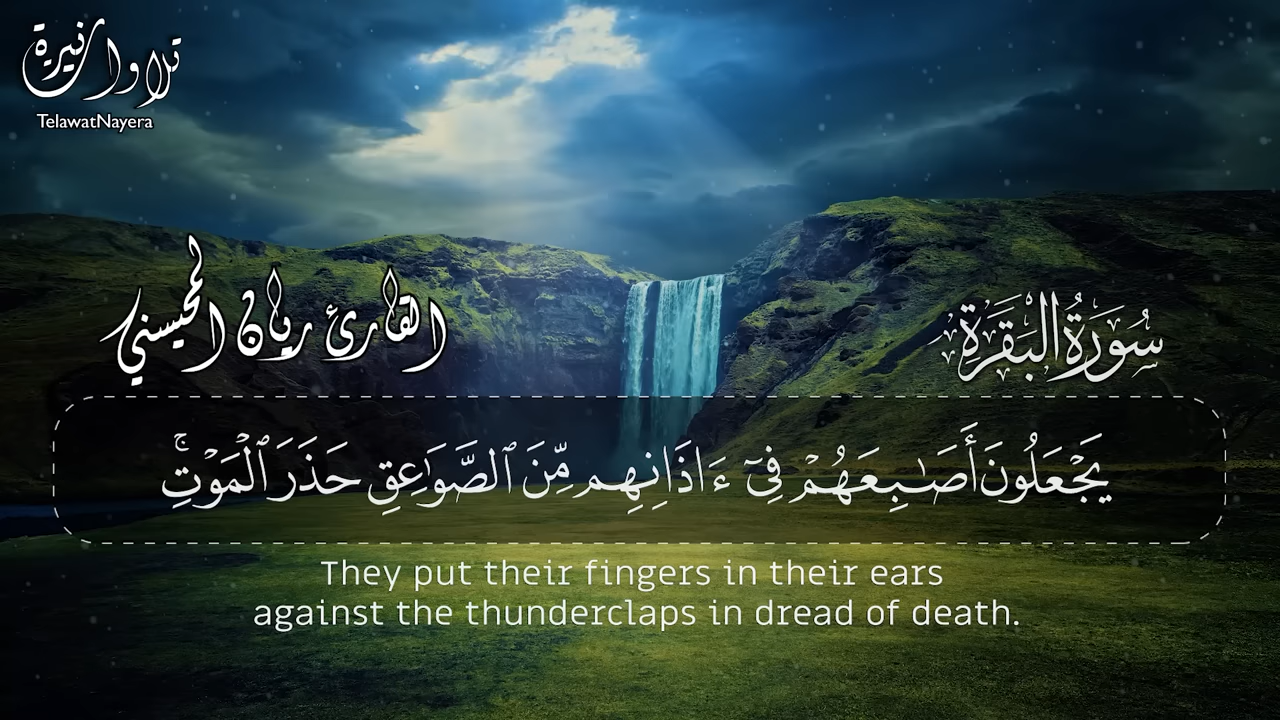 تلاوات نيرة
TelawatNayera
القارئ ريان المحيسني
سُورَةُ البَقَرَةِ
يَجۡعَلُونَ أَصَٰبِعَهُمۡ فِيٓ ءَاذَانِهِم مِّنَ ٱلصَّوَٰعِقِ حَذَرَ ٱلۡمَوۡتِۚ
They put their fingers in their ears
against the thunderclaps in dread of death.